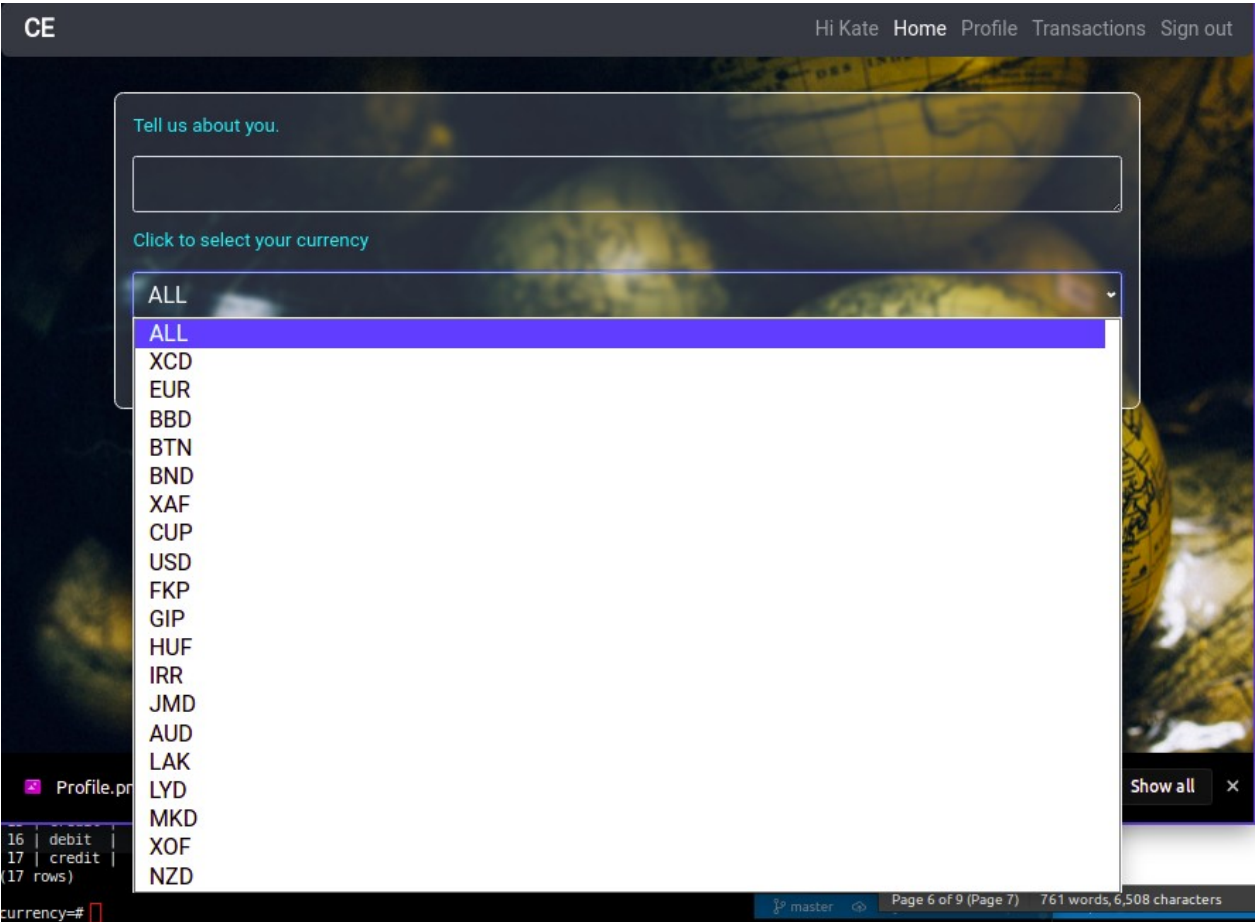 CE Hi Kate Home Profile Transactions Sign out
Tell us about you.
Click to select your currency
ALL
ALL
XCD
EUR
BBD
BTN
BND
XAF
CUP
USD
FKP
GIP
HUF
IRR
JMD
AUD
LAK
LYD
MKD
XOF
NZD
Profile.pr
Show all
16 | debit |
17 | credit |
(17 rows)
currency=#
master
Page 6 of 9 (Page 7) 761 words, 6,508 characters